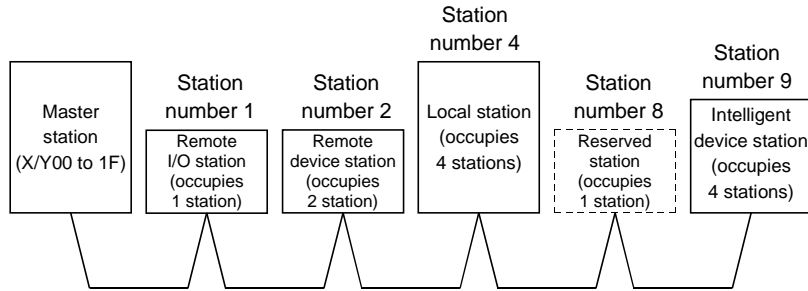 Master
station
(X/Y00 to 1F)
Station
number 1
Remote
I/O station
(occupies
1 station)
Station
number 2
Remote
device station
(occupies
2 station)
Station
number 4
Local station
(occupies
4 stations)
Station
number 8
Reserved
station
(occupies
1 station)
Station
number 9
Intelligent
device station
(occupies
4 stations)